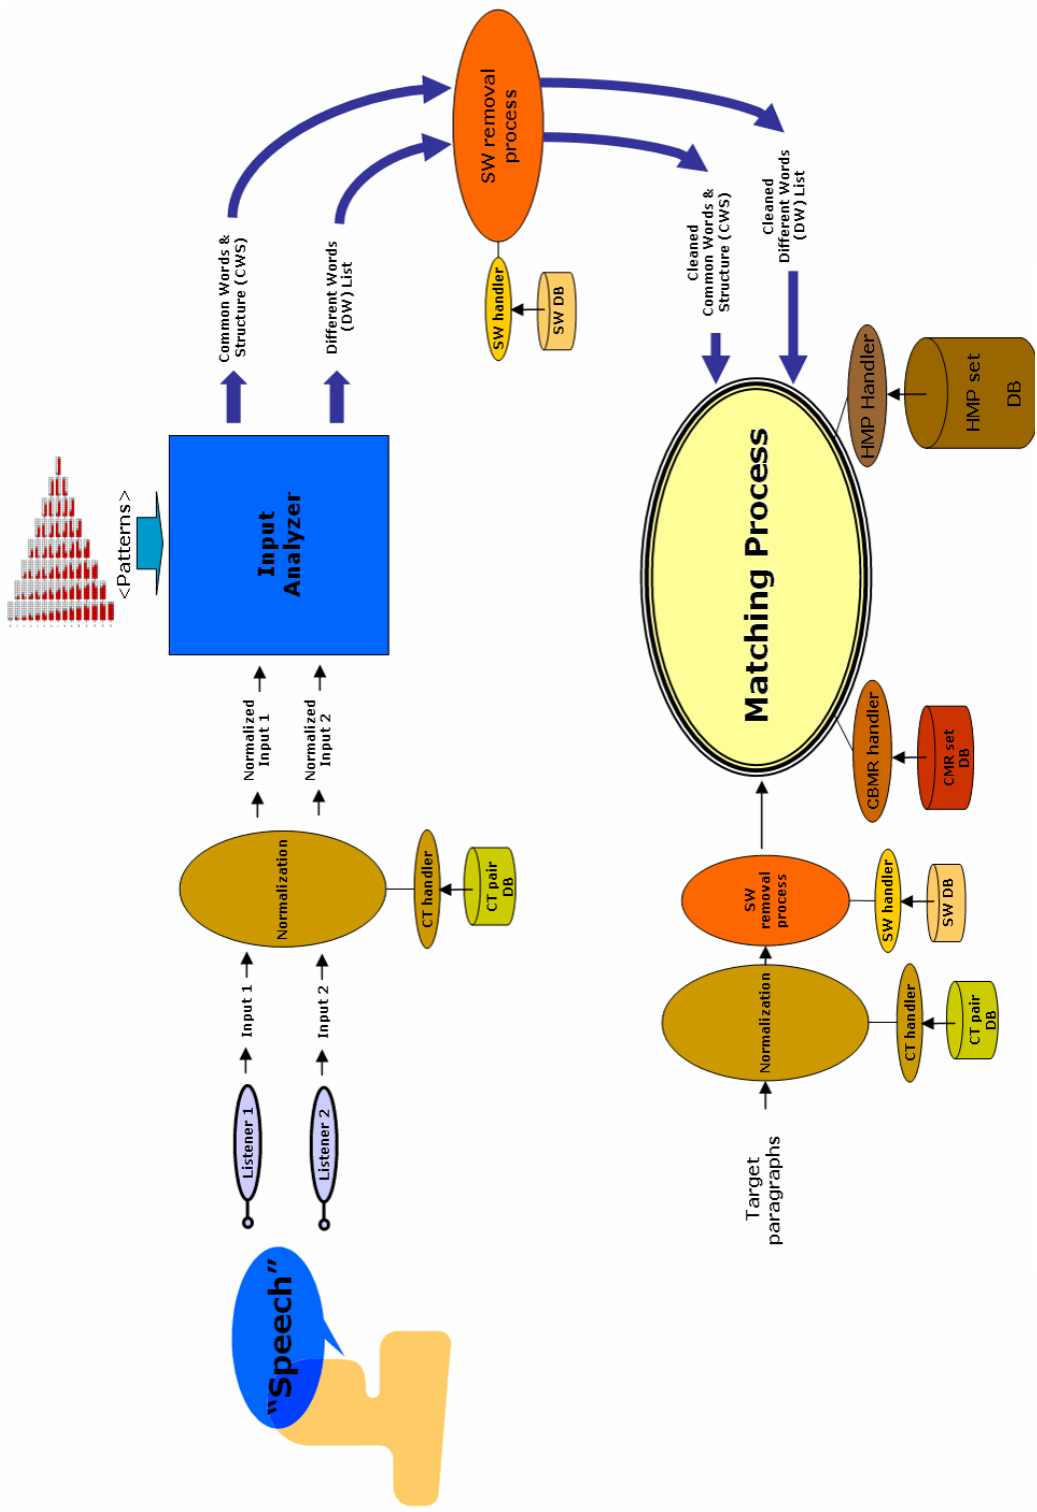 “Speech”
Listener 1
Listener 2
Input 1
Input 2
Normalization
CT handler
CT pair
DB
Normalized
Input 1
Normalized
Input 2
<Patterns>
Input
Analyzer
Common Words &
Structure (CWS)
Different Words
(DW) List
SW removal
process
SW handler
SW DB
Cleaned
Common Words &
Structure (CWS)
Cleaned
Different Words
(DW) List
Target
paragraphs
Normalization
CT handler
CT pair
DB
SW
removal
process
SW handler
SW DB
Matching Process
CBMR handler
CMR set
DB
HMP Handler
HMP set
DB